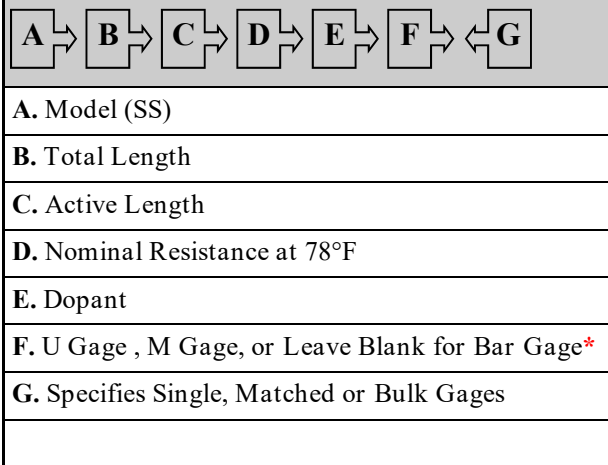 A B C D E F G
A. Model (SS)
B. Total Length
C. Active Length
D. Nominal Resistance at 78°F
E. Dopant
F. U Gage , M Gage, or Leave Blank for Bar Gage*
G. Specifies Single, Matched or Bulk Gages